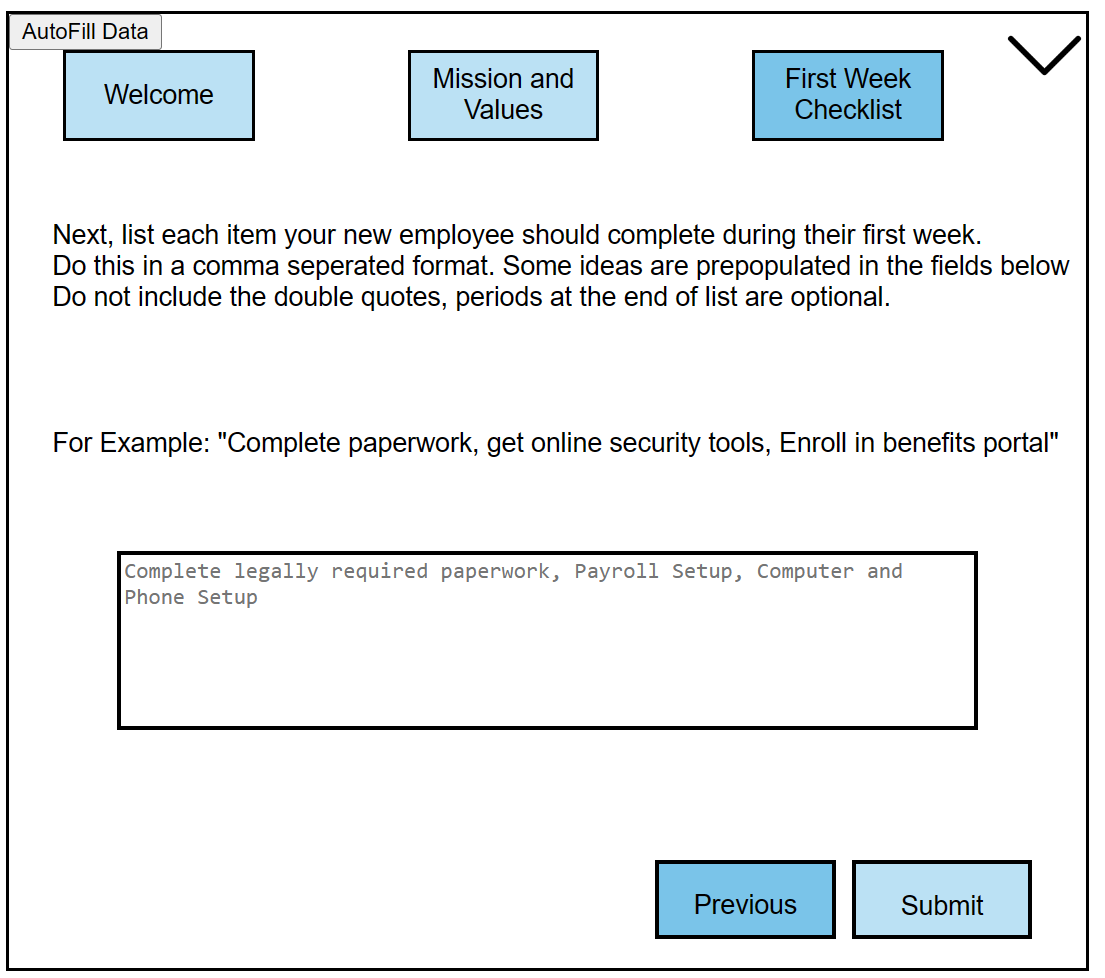 AutoFill Data
Welcome
Mission and
Values
First Week
Checklist
Next, list each item your new employee should complete during their first week.
Do this in a comma seperated format. Some ideas are prepopulated in the fields below
Do not include the double quotes, periods at the end of list are optional.
For Example: "Complete paperwork, get online security tools, Enroll in benefits portal"
Complete legally required paperwork, Payroll Setup, Computer and
Phone Setup
Previous
Submit